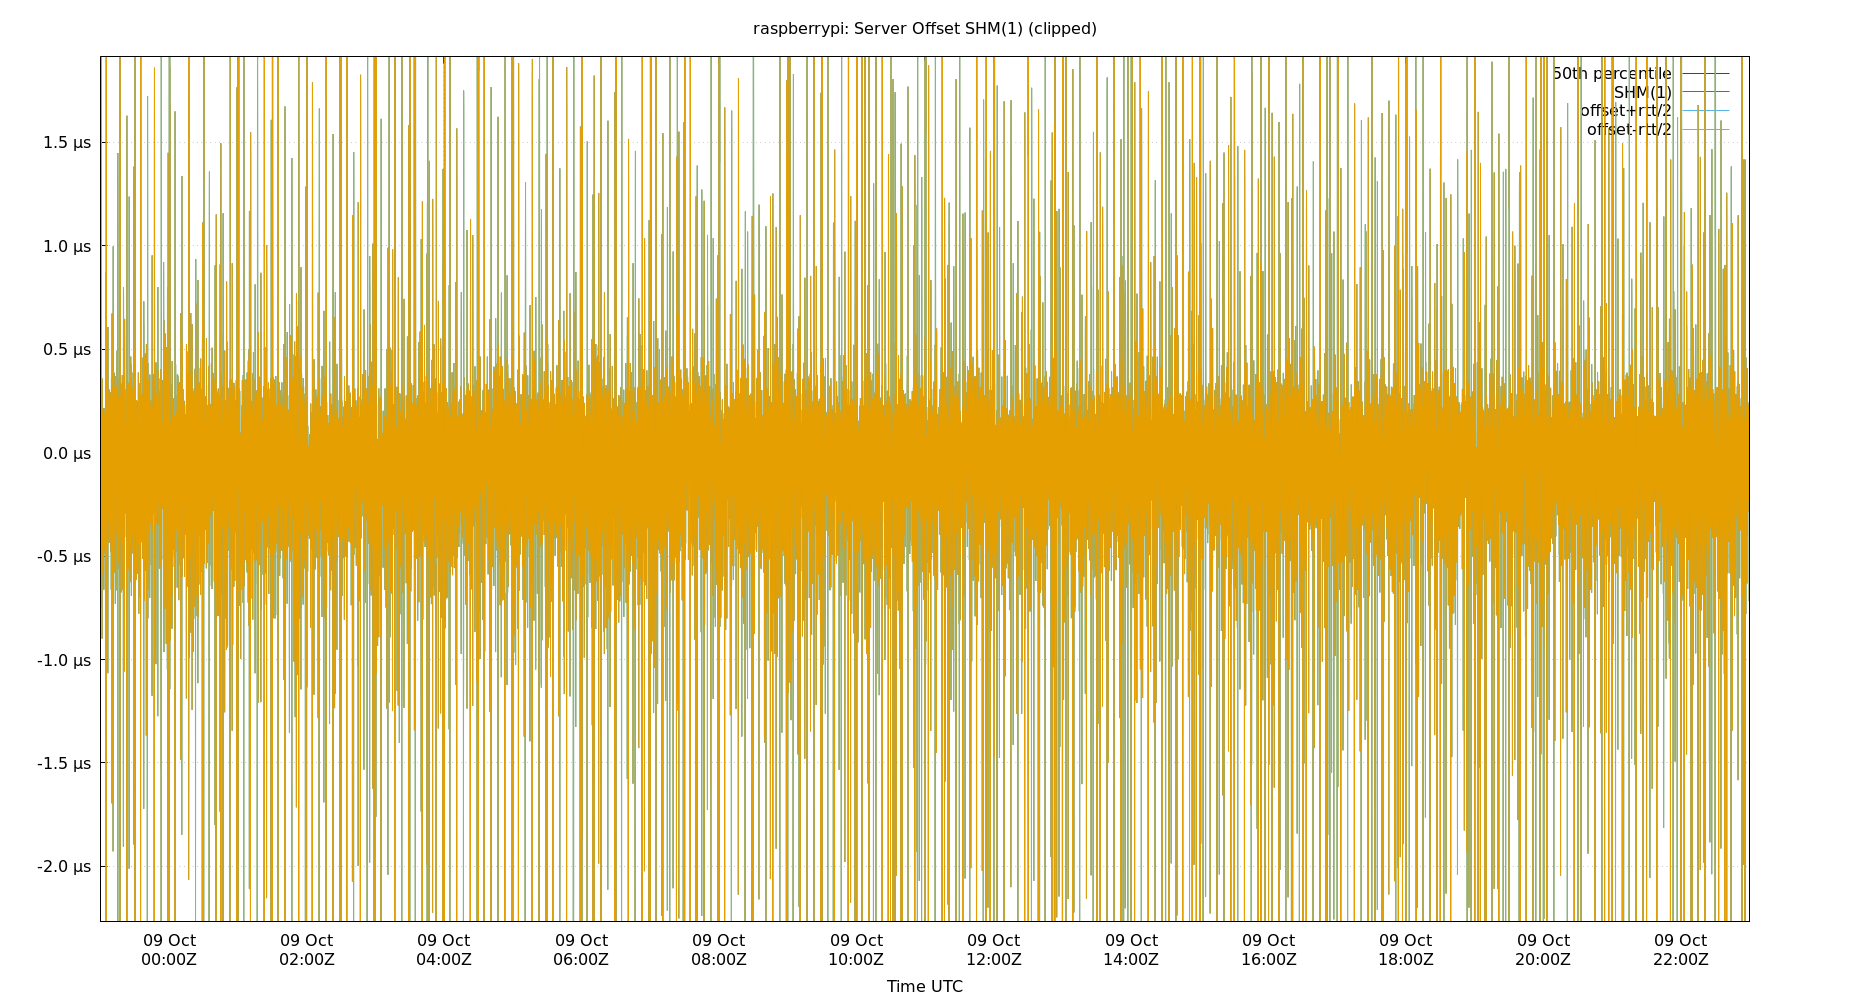 raspberrypi: Server Offset SHM(1) (clipped)
50th percentile
SHM(1)
offset+rtt/2
offset-rtt/2
1.5 µs
1.0 µs
0.5 µs
0.0 µs
-0.5 µs
-1.0 µs
-1.5 µs
-2.0 µs
09 Oct 09 Oct 09 Oct 09 Oct 09 Oct 09 Oct 09 Oct 09 Oct 09 Oct 09 Oct 09 Oct 09 Oct
00:00Z 02:00Z 04:00Z 06:00Z 08:00Z 10:00Z 12:00Z 14:00Z 16:00Z 18:00Z 20:00Z 22:00Z
Time UTC